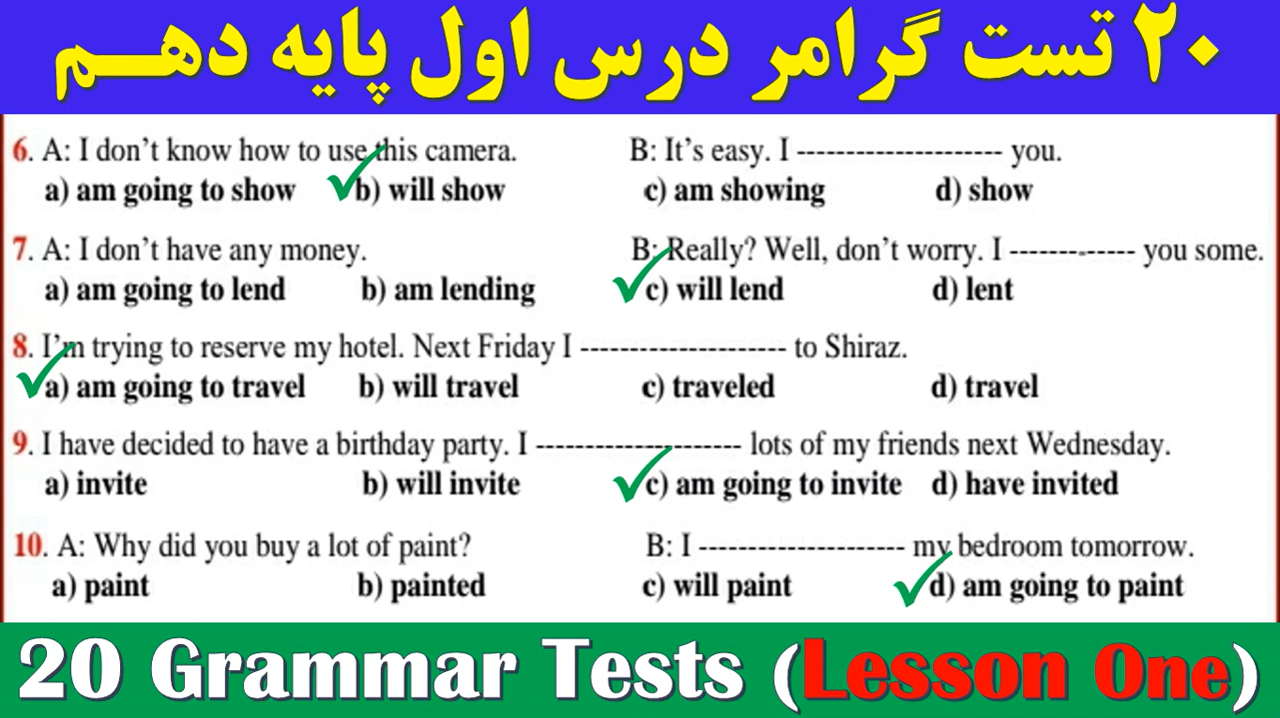 ۲۰ تست گرامر درس اول پایه دهم
6. A: I don't know how to use this camera. B: It's easy. I --------------------- you.
a) am going to show b) will show c) am showing d) show
7. A: I don't have any money. B: Really? Well, don't worry. I ------------- you some.
a) am going to lend b) am lending c) will lend d) lent
8. I'm trying to reserve my hotel. Next Friday I --------------------- to Shiraz.
a) am going to travel b) will travel c) traveled d) travel
9. I have decided to have a birthday party. I --------------------- lots of my friends next Wednesday.
a) invite b) will invite c) am going to invite d) have invited
10. A: Why did you buy a lot of paint? B: I --------------------- my bedroom tomorrow.
a) paint b) painted c) will paint d) am going to paint
20 Grammar Tests (Lesson One)